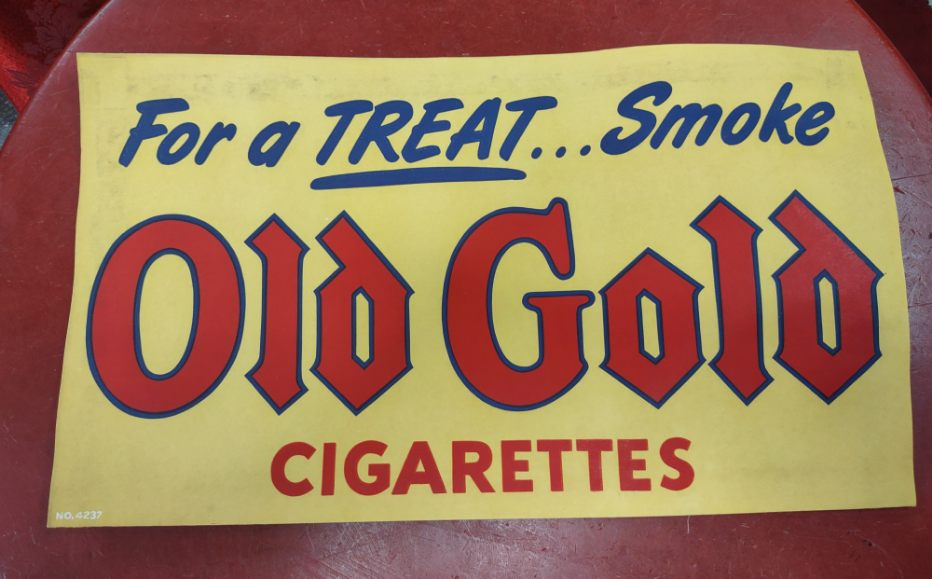 For a TREAT...Smoke
Old Gold
CIGARETTES
NO. 4237